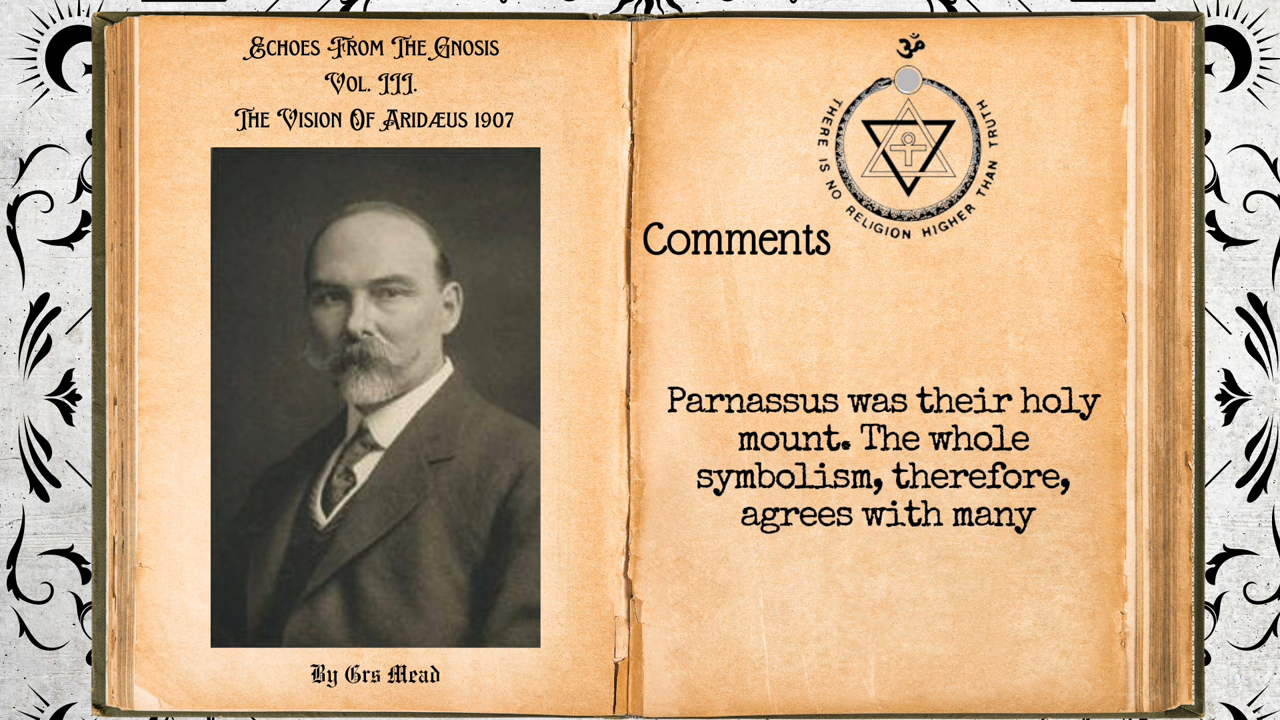 Echoes From The Gnosis
Vol. III.
The Vision Of Aridæus 1907
By Grs Mead
ॐ
THERE IS NO RELIGION HIGHER THAN TRUTH
Comments
Parnassus was their holy
mount. The whole
symbolism, therefore,
agrees with many